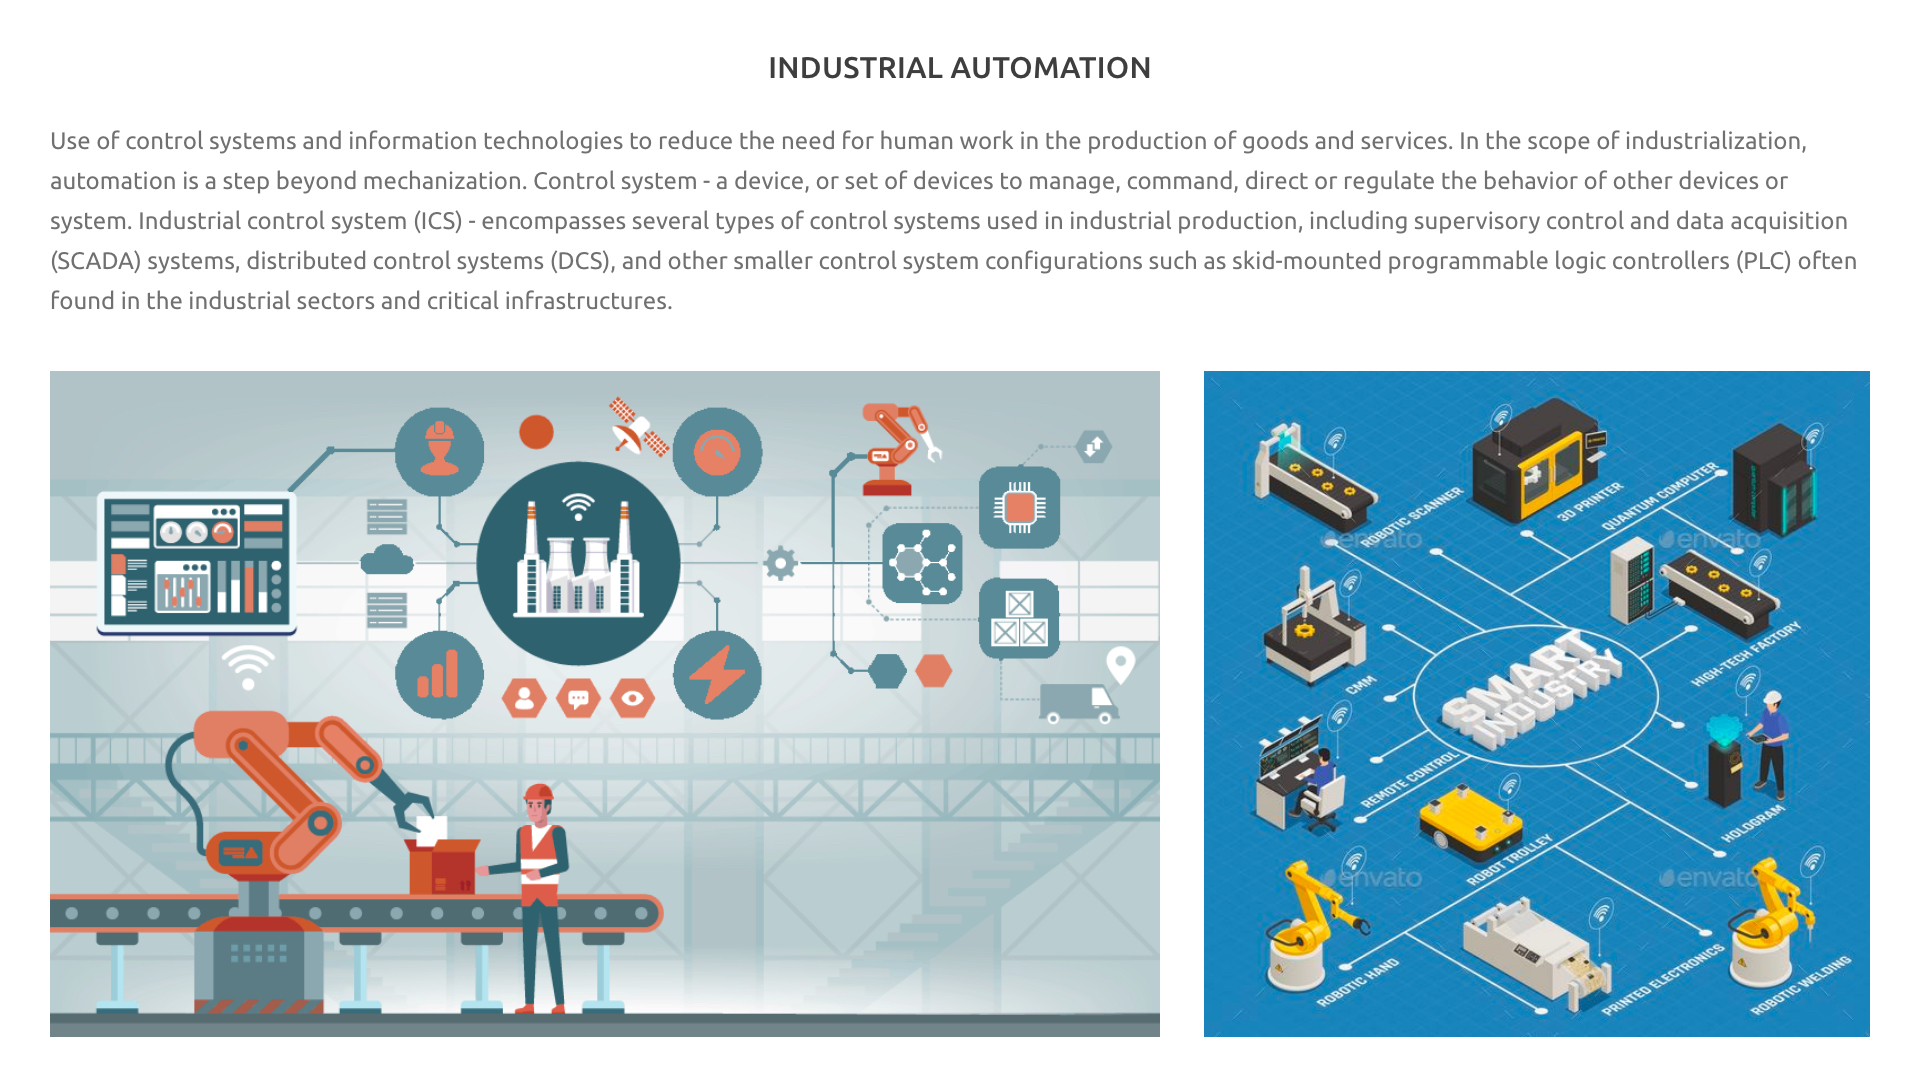 INDUSTRIAL AUTOMATION
Use of control systems and information technologies to reduce the need for human work in the production of goods and services. In the scope of industrialization,
automation is a step beyond mechanization. Control system - a device, or set of devices to manage, command, direct or regulate the behavior of other devices or
system. Industrial control system (ICS) - encompasses several types of control systems used in industrial production, including supervisory control and data acquisition
(SCADA) systems, distributed control systems (DCS), and other smaller control system configurations such as skid-mounted programmable logic controllers (PLC) often
found in the industrial sectors and critical infrastructures.
ROBOTIC SCANNER
3D PRINTER
QUANTUM COMPUTER
envato
envato
CMM
SMART
INDUSTRY
HIGH-TECH FACTORY
REMOTE CONTROL
HOLOGRAM
ROBOT TROLLEY
envato
envato
ROBOTIC HAND
PRINTED ELECTRONICS
ROBOTIC WELDING